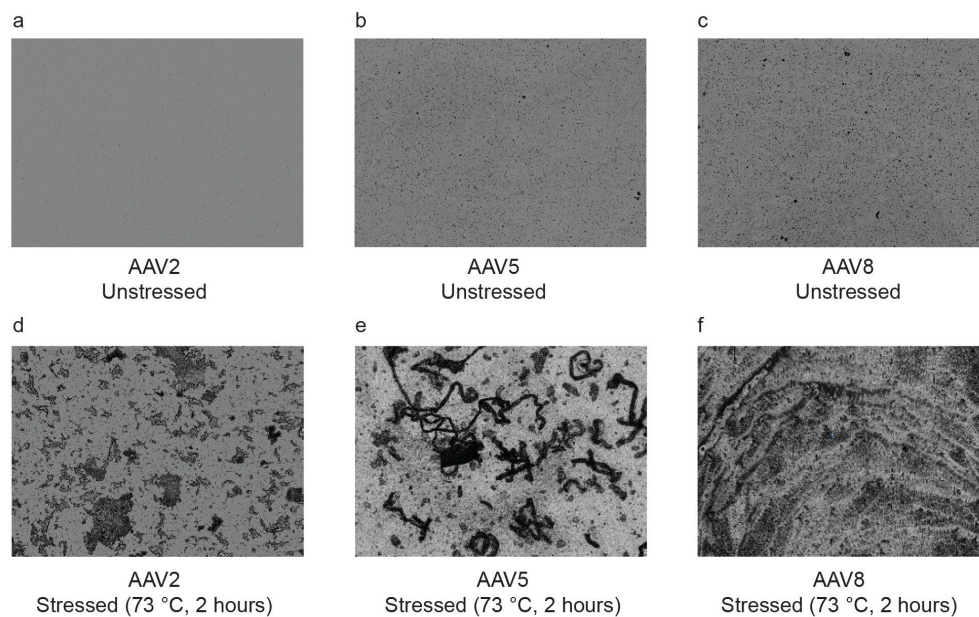 a
b
c
AAV2
Unstressed
AAV5
Unstressed
AAV8
Unstressed
d
e
f
AAV2
Stressed (73 °C, 2 hours)
AAV5
Stressed (73 °C, 2 hours)
AAV8
Stressed (73 °C, 2 hours)